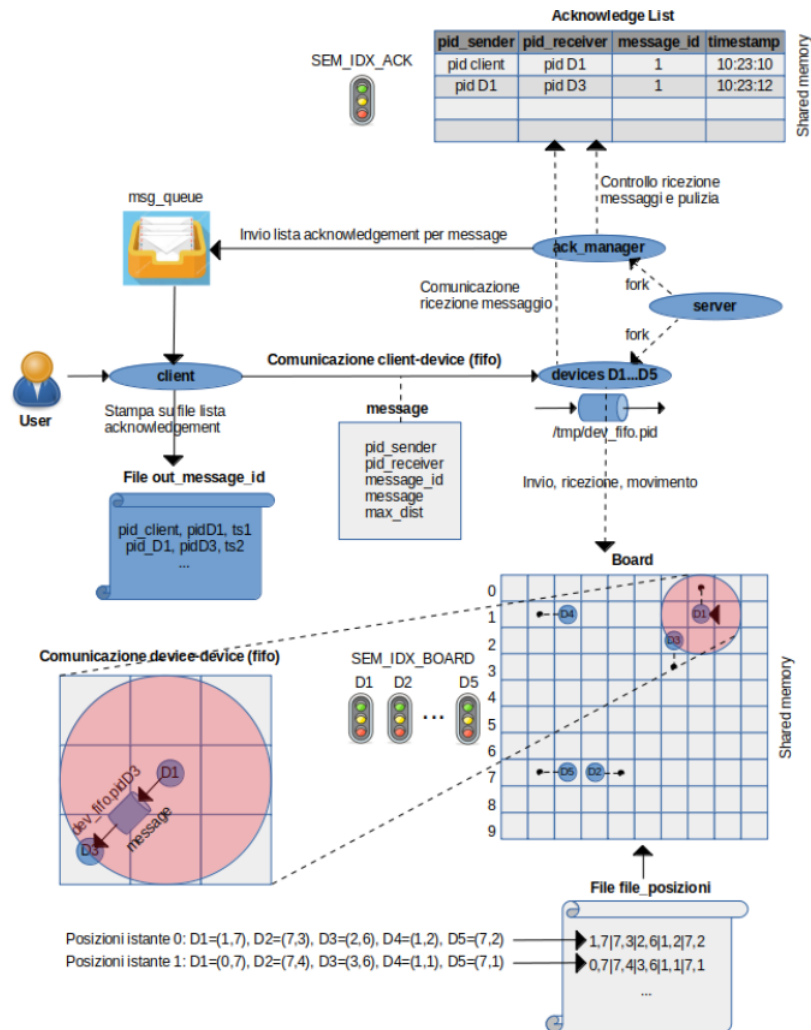 Acknowledge List
pid_sender pid_receiver message_id timestamp
pid client pid D1 1 10:23:10
pid D1 pid D3 1 10:23:12
Shared memory
SEM_IDX_ACK
Controllo ricezione
messaggi e pulizia
msg_queue
Invio lista acknowledgement per message
ack_manager
Comunicazione
ricezione messaggio
fork
server
fork
Comunicazione client-device (fifo)
client
devices D1...D5
User
Stampa su file lista
acknowledgement
message
pid_sender
pid_receiver
message_id
message
max_dist
/tmp/dev_fifo.pid
Invio, ricezione, movimento
File out_message_id
pid_client, pidD1, ts1
pid_D1, pidD3, ts2
...
Board
0
1
2
3
4
5
6
7
8
9
D4
D1
D3
D5
D2
Shared memory
Comunicazione device-device (fifo)
D1
dev_fifo.pidD3
message
D3
SEM_IDX_BOARD
D1 D2 D5
...
File file_posizioni
Posizioni istante 0: D1=(1,7), D2=(7,3), D3=(2,6), D4=(1,2), D5=(7,2)
1,7|7,3|2,6|1,2|7,2
Posizioni istante 1: D1=(0,7), D2=(7,4), D3=(3,6), D4=(1,1), D5=(7,1)
0,7|7,4|3,6|1,1|7,1
...